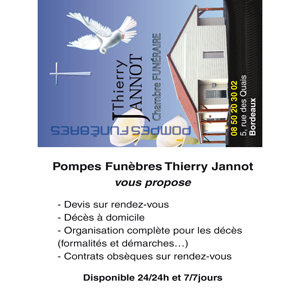 Thierry
JANNOT
Chambre FUNÉRAIRE
POMPES FUNÈBRES
08 50 20 30 02
5, rue des Quais
Bordeaux
Pompes Funèbres Thierry Jannot
vous propose
- Devis sur rendez-vous
- Décès à domicile
- Organisation complète pour les décès
(formalités et démarches…)
- Contrats obsèques sur rendez-vous
Disponible 24/24h et 7/7jours